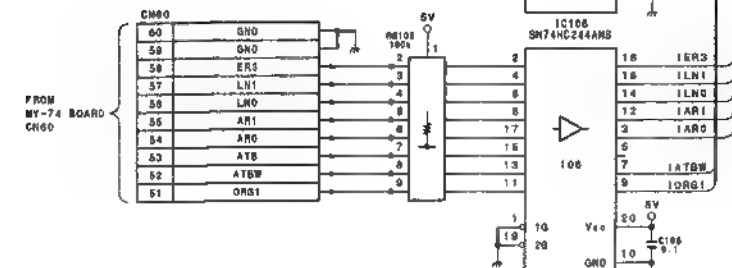 CN60
5V
IC106
SN74HC244ANS
60 GND
59 GND
58 ER3
57 LN1
56 LN0
55 AR1
54 AR0
53 ATB
52 ATBW
51 ORG1
FROM
MY-74 BOARD
CN60
100k
1
2
3
4
5
6
7
8
9
2
4
6
8
17
15
13
11
106
18 IER3
16 ILN1
14 ILN0
12 IAR1
3 IAR0
5
7 IATBW
9 IORG1
1 1G
19 2G
5V
Vcc 20
C106
0.1
GND 10